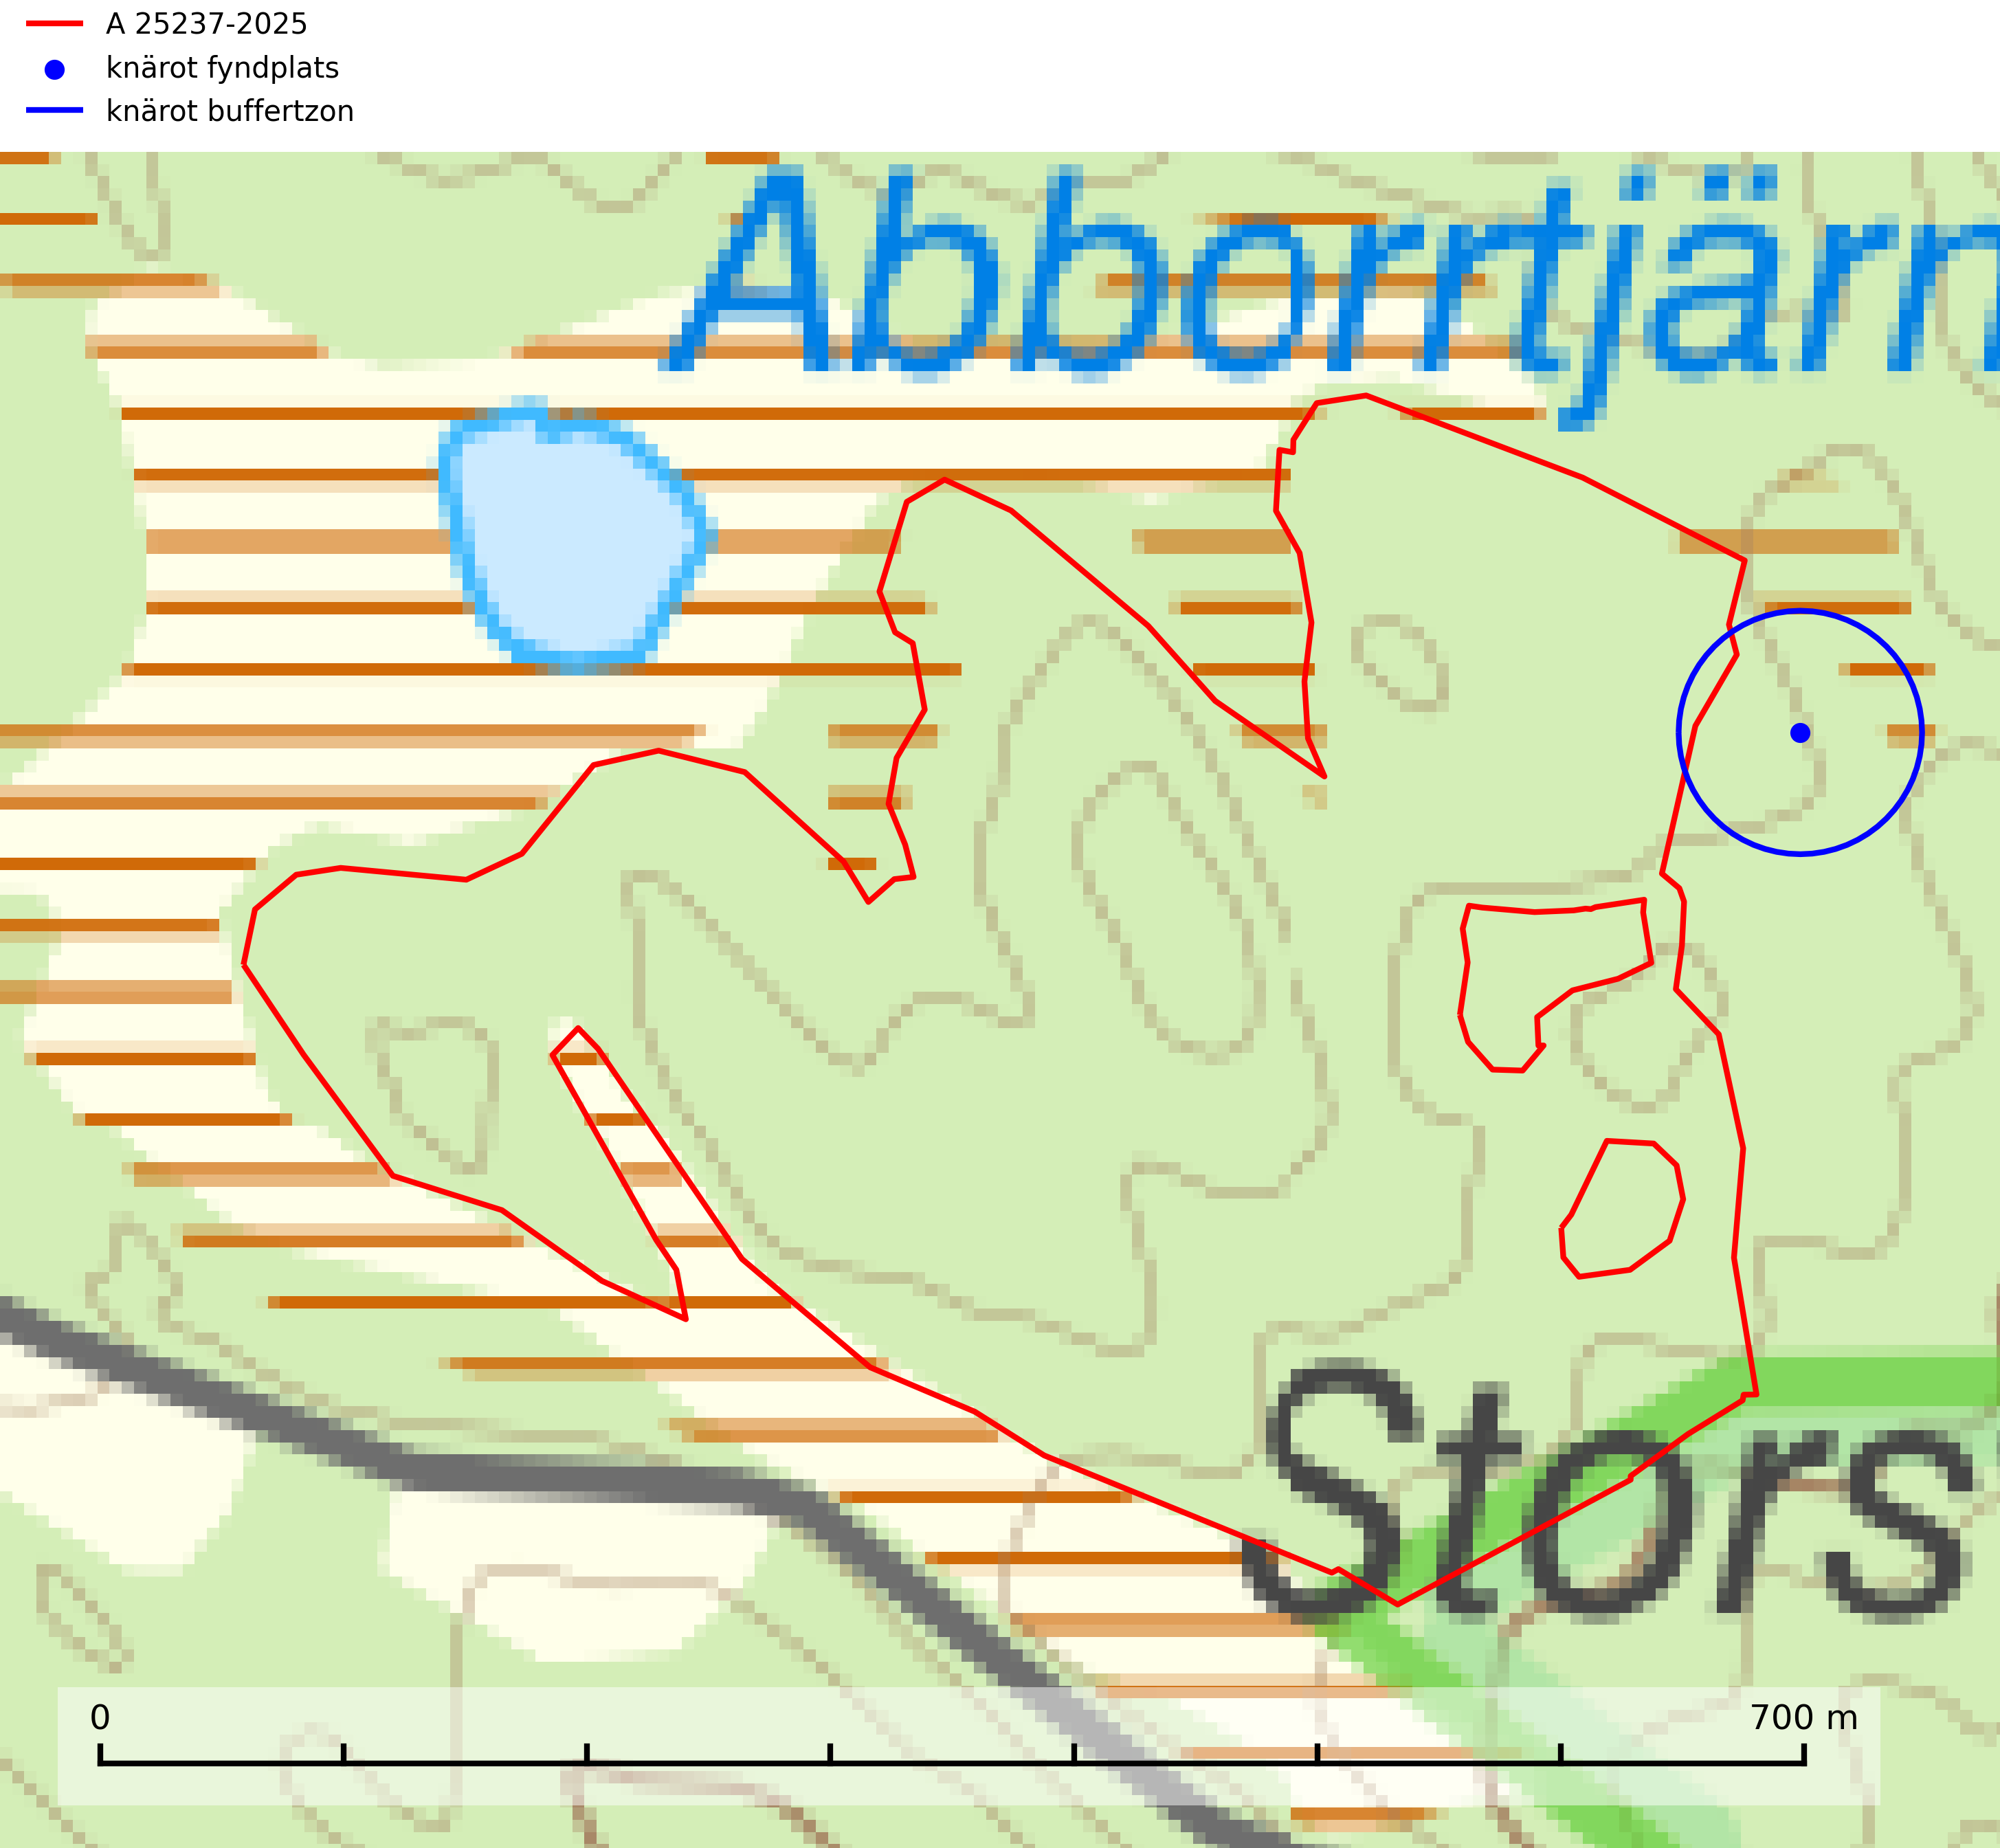 A 25237-2025
knärot fyndplats
knärot buffertzon
Abborrtjärn
Stors
0 700 m